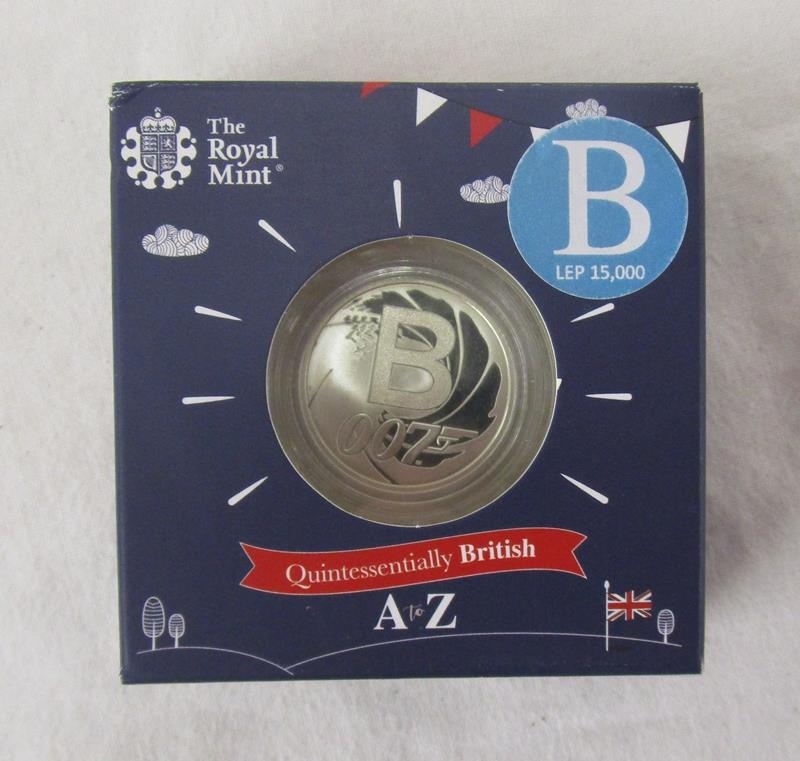 The
Royal
Mint®
B
LEP 15,000
B
007
Quintessentially British
A to Z